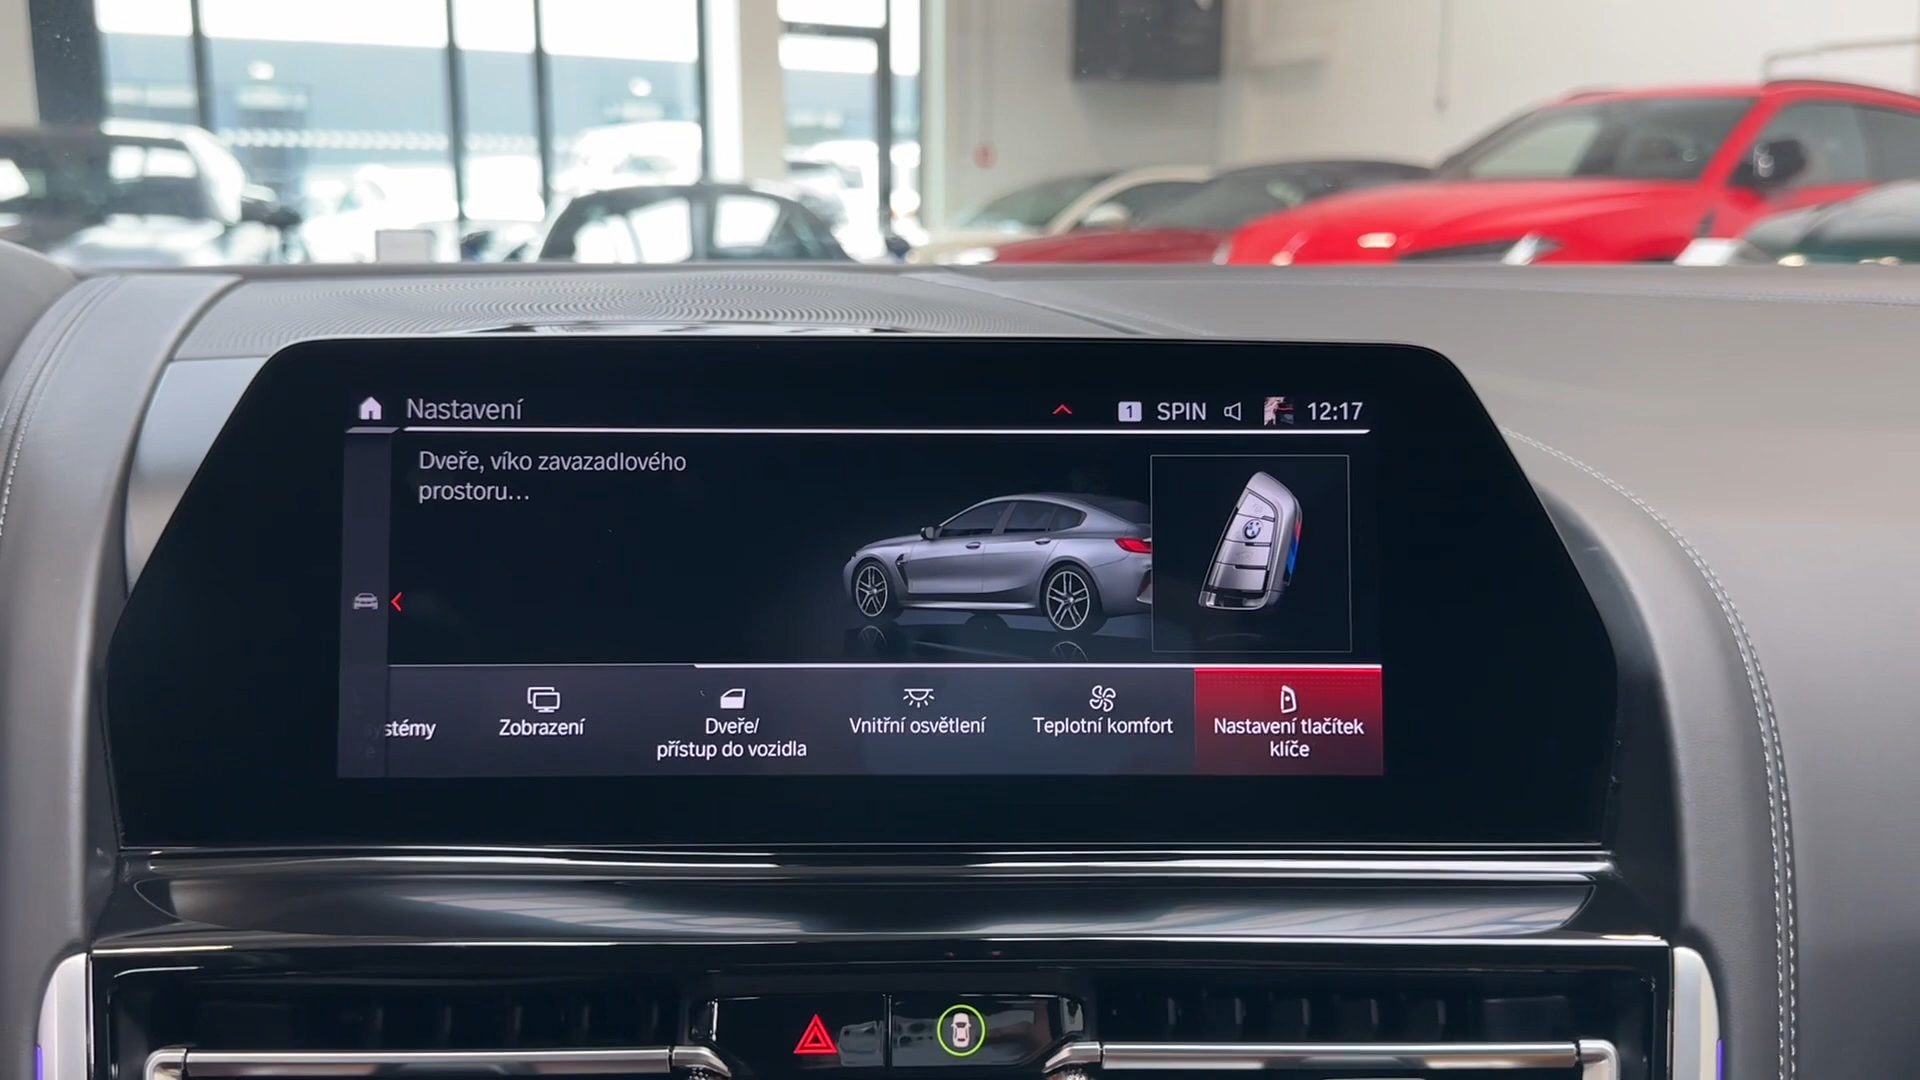 Nastavení
1 SPIN 12:17
Dveře, víko zavazadlového
prostoru...
stémy
Zobrazení
Dveře/
přístup do vozidla
Vnitřní osvětlení
Teplotní komfort
Nastavení tlačítek
klíče